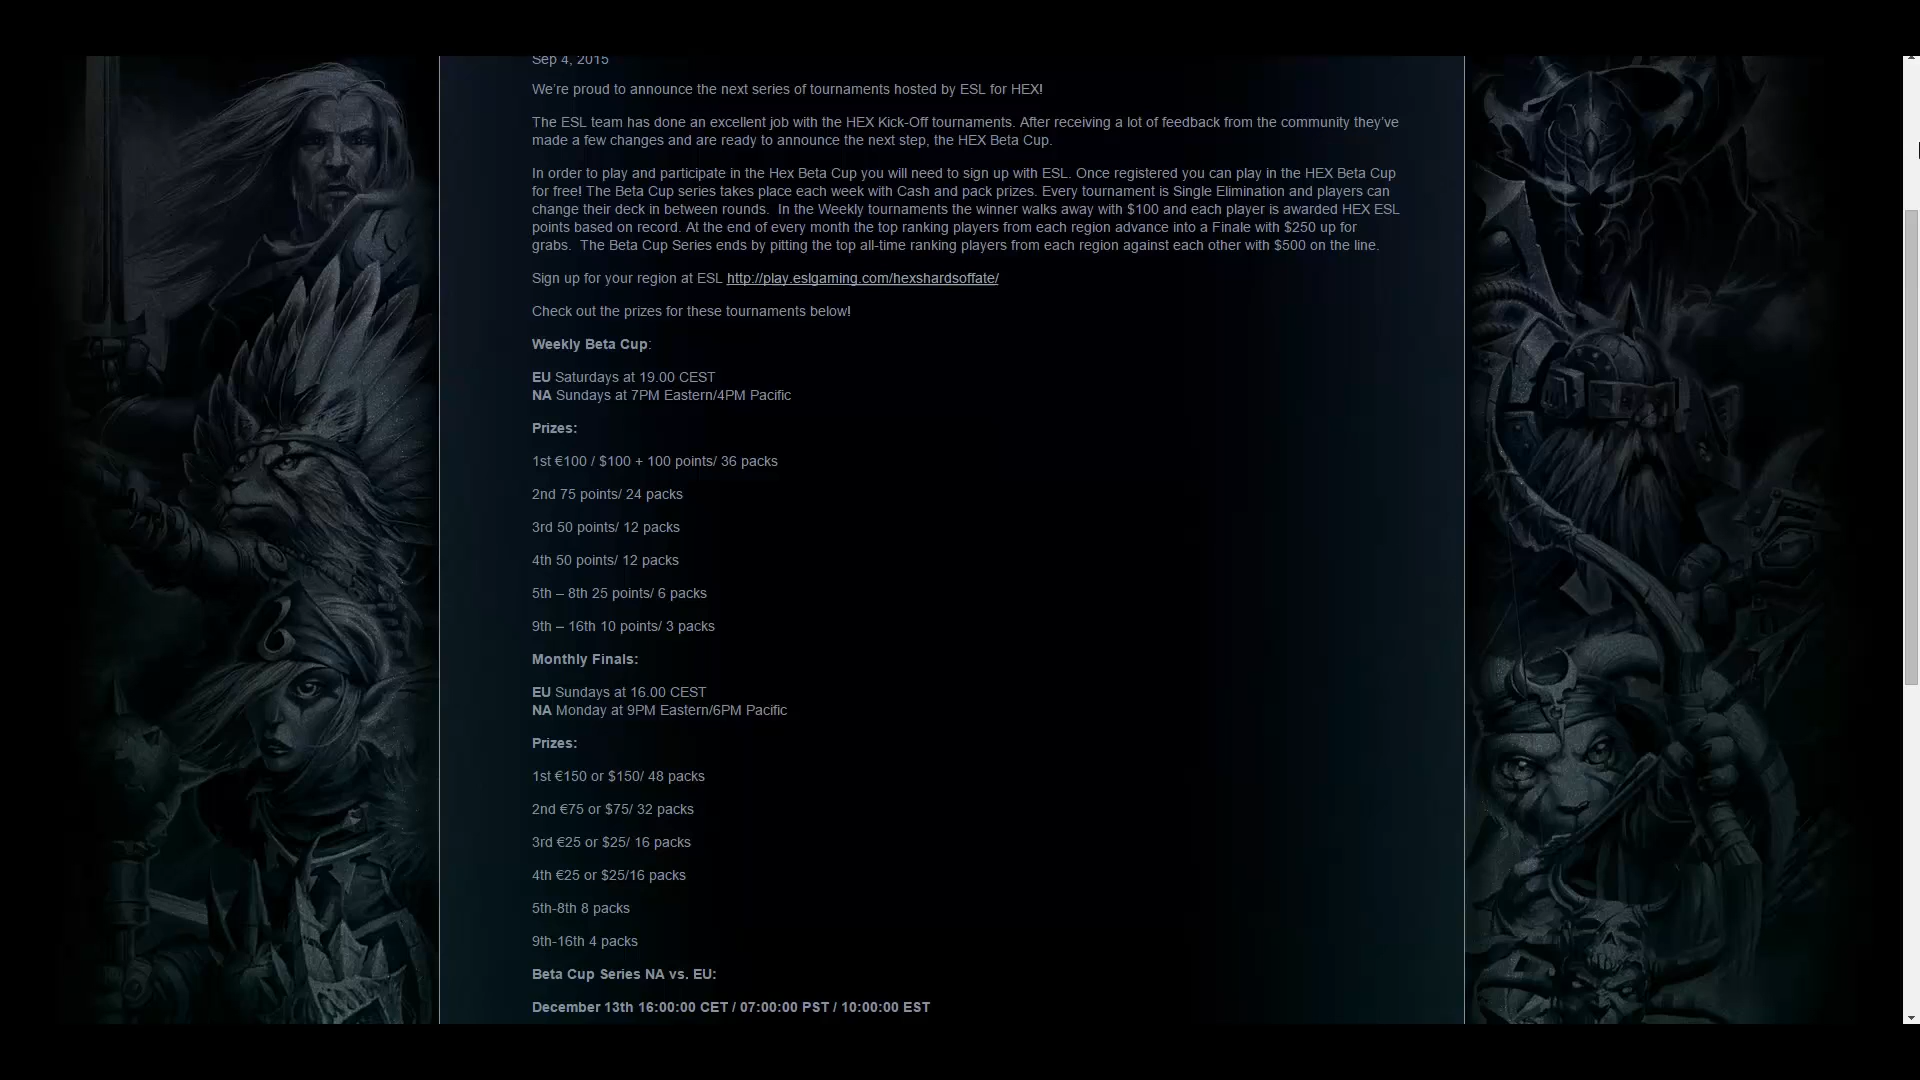 Sep 4, 2015
We’re proud to announce the next series of tournaments hosted by ESL for HEX!
The ESL team has done an excellent job with the HEX Kick-Off tournaments. After receiving a lot of feedback from the community they’ve
made a few changes and are ready to announce the next step, the HEX Beta Cup.
In order to play and participate in the Hex Beta Cup you will need to sign up with ESL. Once registered you can play in the HEX Beta Cup
for free! The Beta Cup series takes place each week with Cash and pack prizes. Every tournament is Single Elimination and players can
change their deck in between rounds.  In the Weekly tournaments the winner walks away with $100 and each player is awarded HEX ESL
points based on record. At the end of every month the top ranking players from each region advance into a Finale with $250 up for
grabs.  The Beta Cup Series ends by pitting the top all-time ranking players from each region against each other with $500 on the line.
Sign up for your region at ESL http://play.eslgaming.com/hexshardsoffate/
Check out the prizes for these tournaments below!
Weekly Beta Cup:
EU Saturdays at 19.00 CEST
NA Sundays at 7PM Eastern/4PM Pacific
Prizes:
1st €100 / $100 + 100 points/ 36 packs
2nd 75 points/ 24 packs
3rd 50 points/ 12 packs
4th 50 points/ 12 packs
5th – 8th 25 points/ 6 packs
9th – 16th 10 points/ 3 packs
Monthly Finals:
EU Sundays at 16.00 CEST
NA Monday at 9PM Eastern/6PM Pacific
Prizes:
1st €150 or $150/ 48 packs
2nd €75 or $75/ 32 packs
3rd €25 or $25/ 16 packs
4th €25 or $25/16 packs
5th-8th 8 packs
9th-16th 4 packs
Beta Cup Series NA vs. EU:
December 13th 16:00:00 CET / 07:00:00 PST / 10:00:00 EST